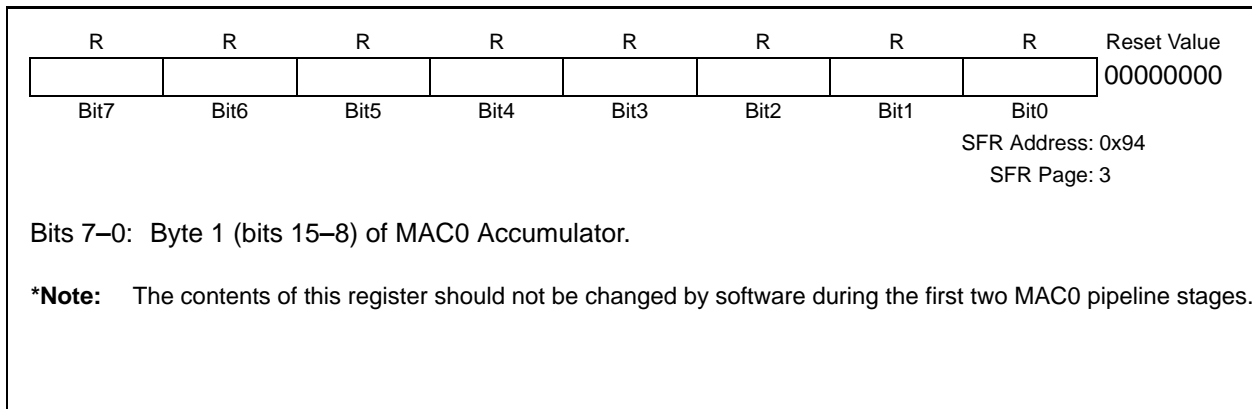 R R R R R R R R Reset Value
00000000
Bit7 Bit6 Bit5 Bit4 Bit3 Bit2 Bit1 Bit0
SFR Address: 0x94
SFR Page: 3
Bits 7–0: Byte 1 (bits 15–8) of MAC0 Accumulator.
*Note: The contents of this register should not be changed by software during the first two MAC0 pipeline stages.